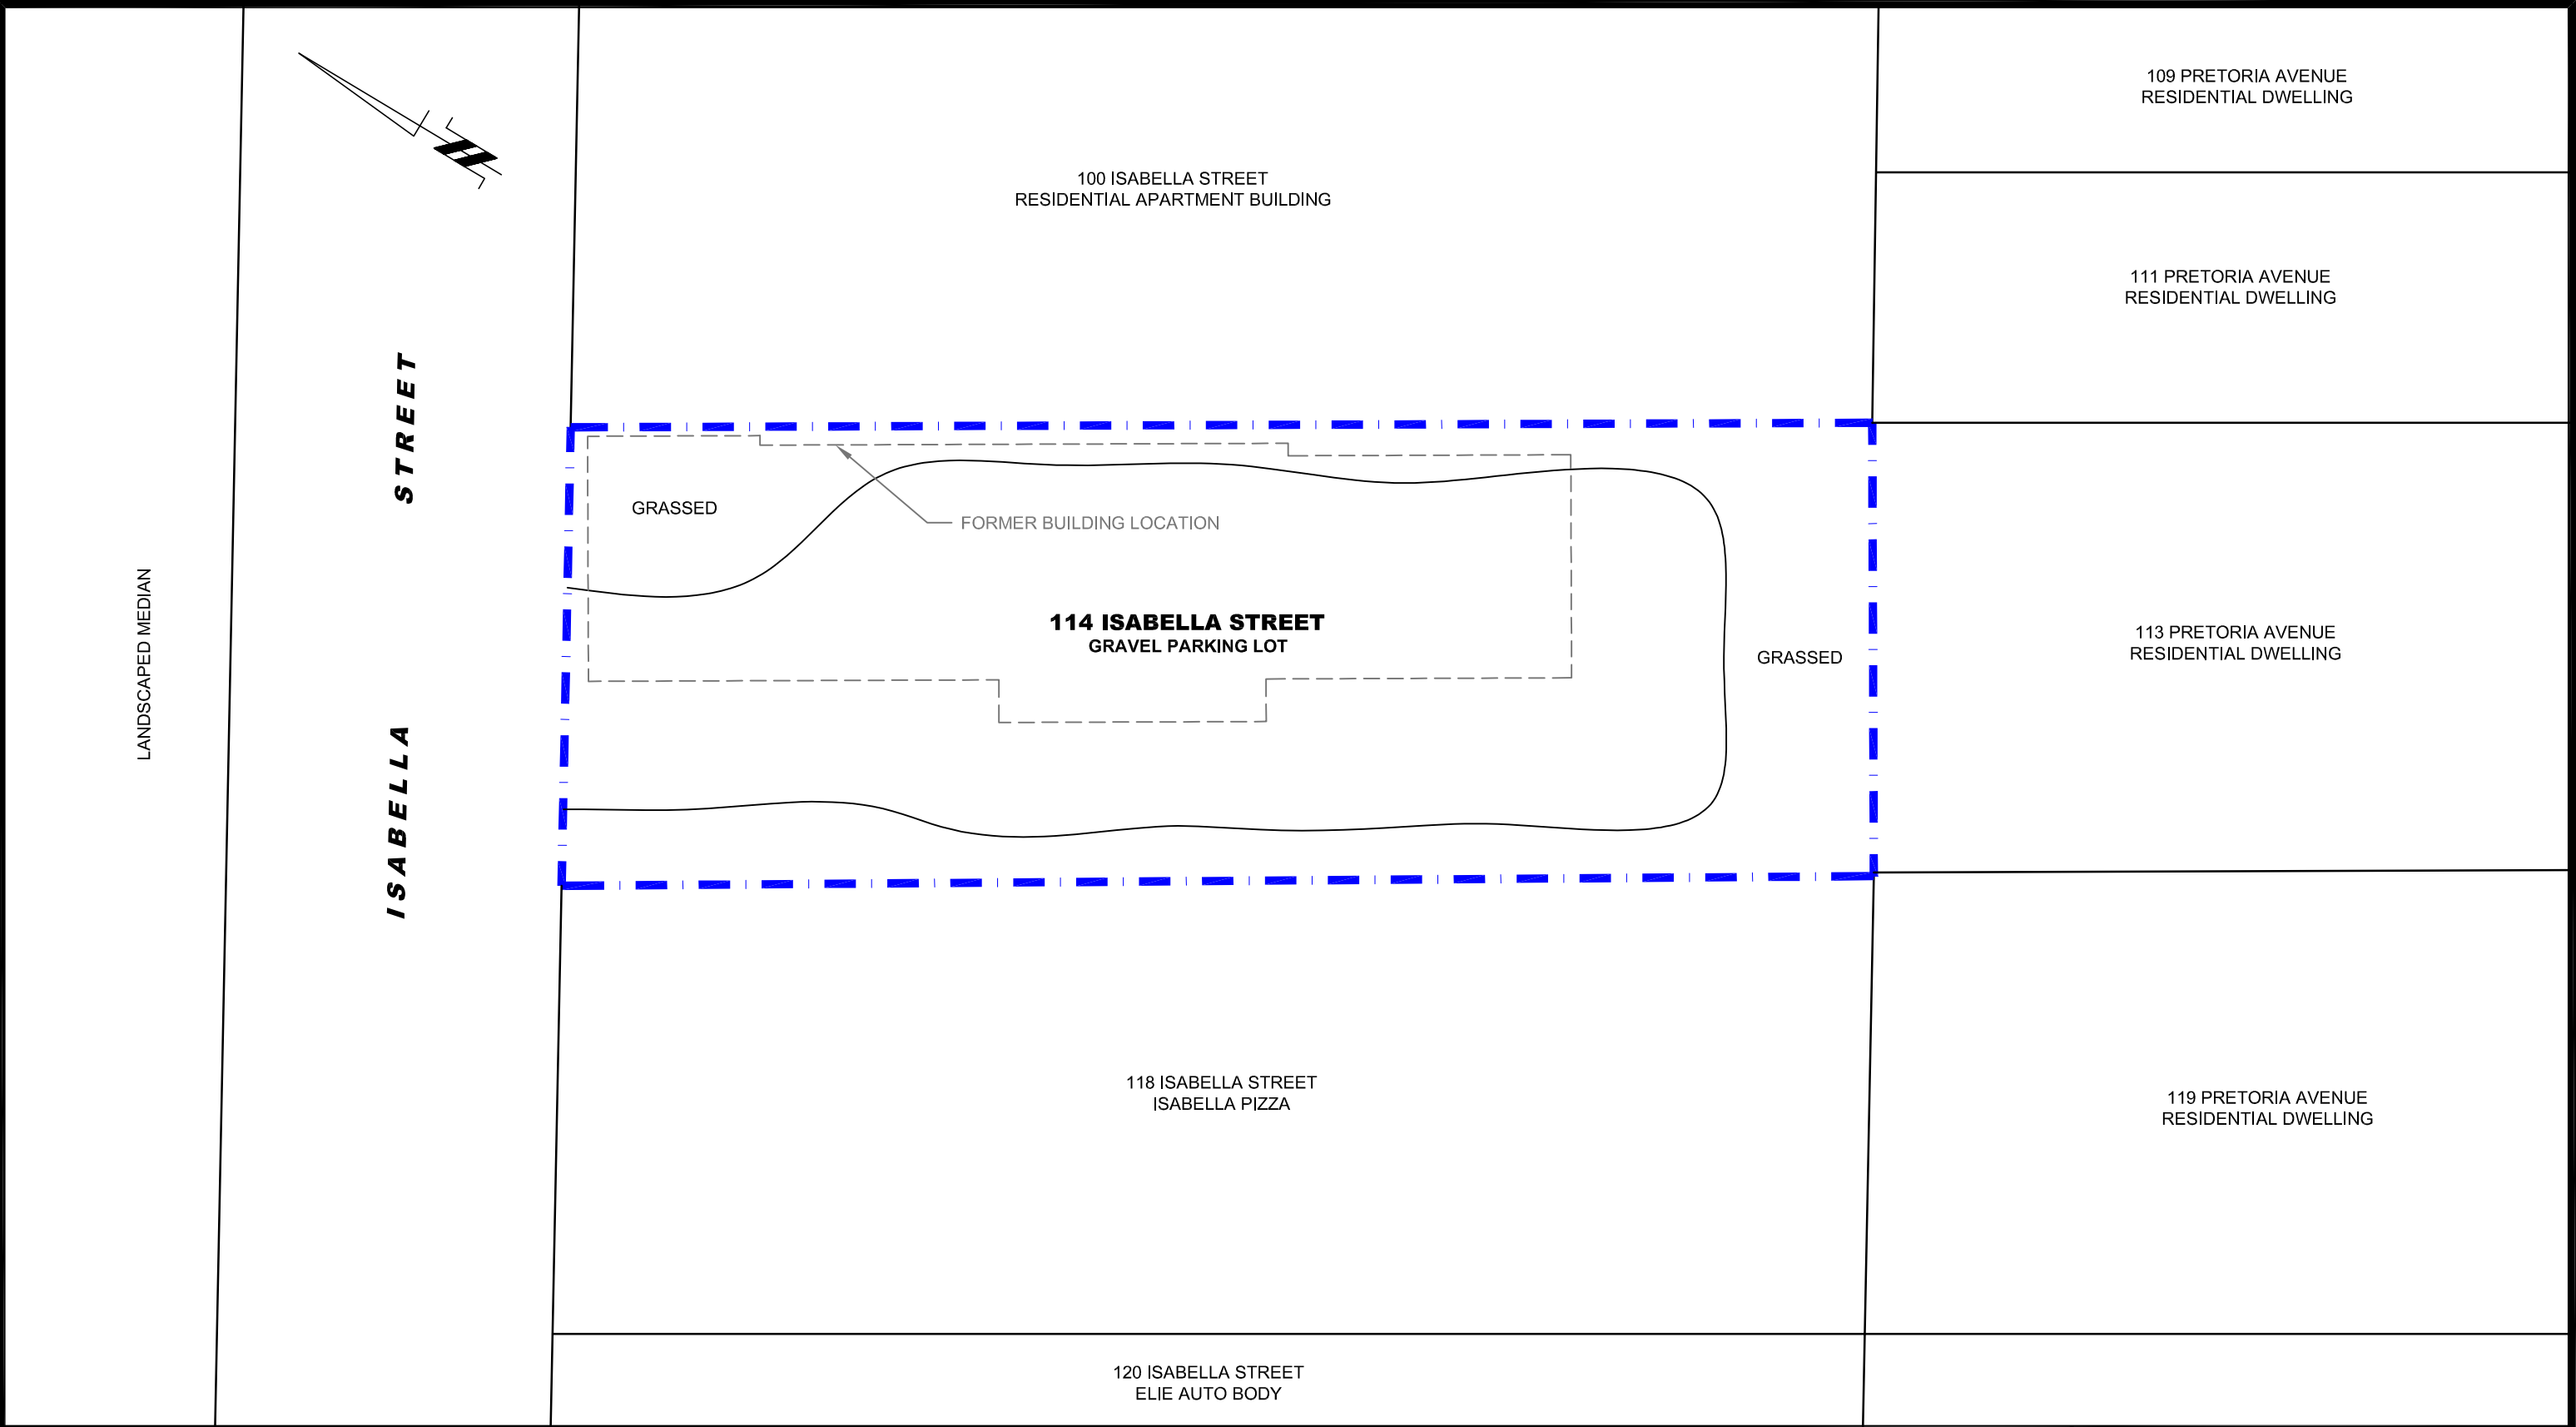 109 PRETORIA AVENUE
RESIDENTIAL DWELLING
100 ISABELLA STREET
RESIDENTIAL APARTMENT BUILDING
111 PRETORIA AVENUE
RESIDENTIAL DWELLING
GRASSED
FORMER BUILDING LOCATION
114 ISABELLA STREET
GRAVEL PARKING LOT
GRASSED
113 PRETORIA AVENUE
RESIDENTIAL DWELLING
LANDSCAPED MEDIAN
ISABELLA STREET
118 ISABELLA STREET
ISABELLA PIZZA
119 PRETORIA AVENUE
RESIDENTIAL DWELLING
120 ISABELLA STREET
ELIE AUTO BODY